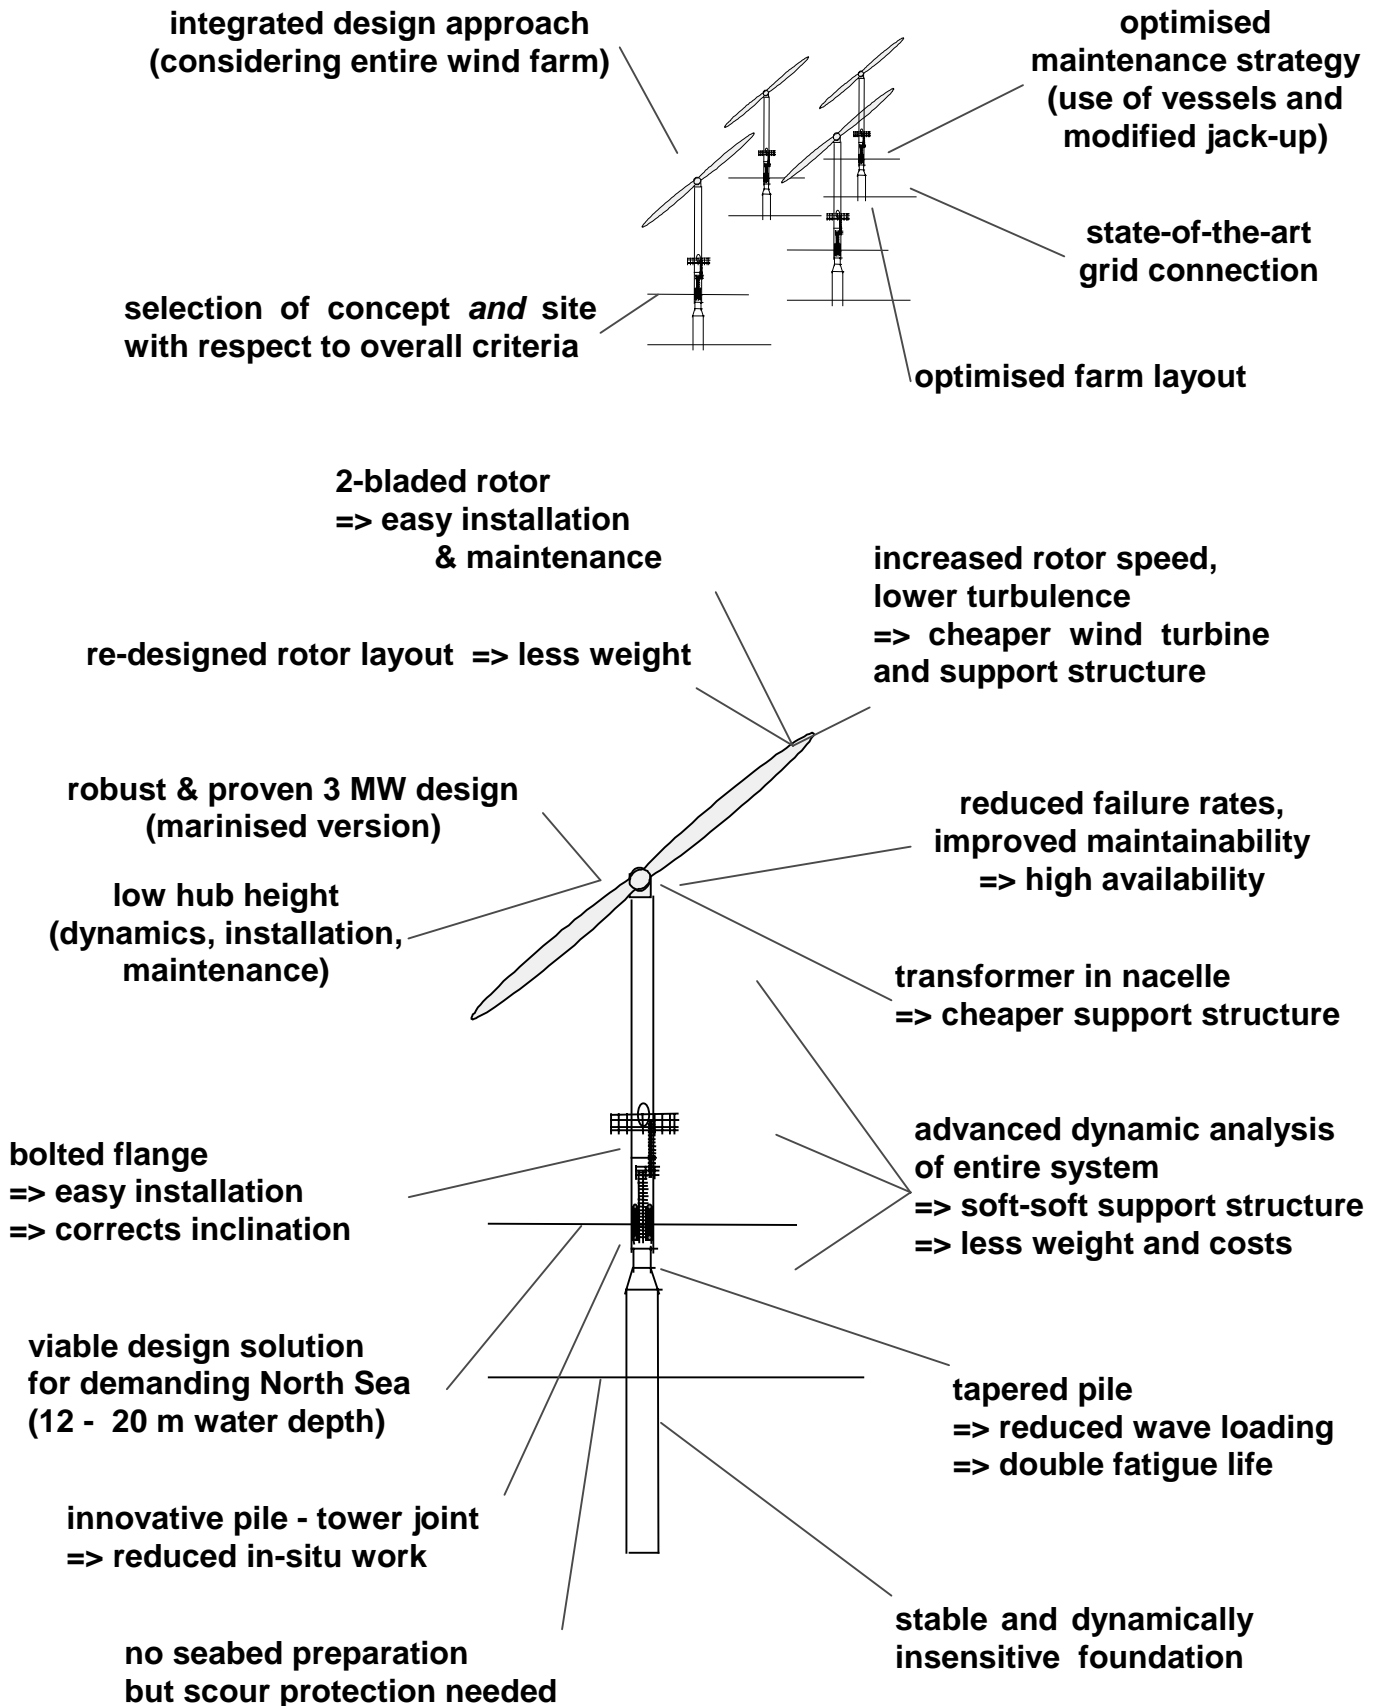 integrated design approach
(considering entire wind farm)
optimised
maintenance strategy
(use of vessels and
modified jack-up)
state-of-the-art
grid connection
selection of concept and site
with respect to overall criteria
optimised farm layout
2-bladed rotor
=> easy installation
& maintenance
increased rotor speed,
lower turbulence
=> cheaper wind turbine
and support structure
re-designed rotor layout => less weight
robust & proven 3 MW design
(marinised version)
reduced failure rates,
improved maintainability
=> high availability
low hub height
(dynamics, installation,
maintenance)
transformer in nacelle
=> cheaper support structure
bolted flange
=> easy installation
=> corrects inclination
advanced dynamic analysis
of entire system
=> soft-soft support structure
=> less weight and costs
viable design solution
for demanding North Sea
(12 - 20 m water depth)
tapered pile
=> reduced wave loading
=> double fatigue life
innovative pile - tower joint
=> reduced in-situ work
stable and dynamically
insensitive foundation
no seabed preparation
but scour protection needed